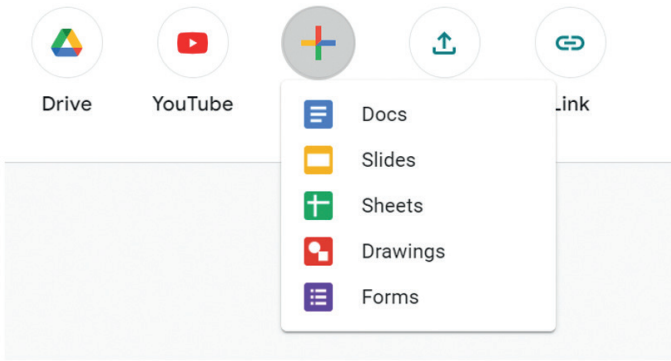 Drive
YouTube
Link
Docs
Slides
Sheets
Drawings
Forms